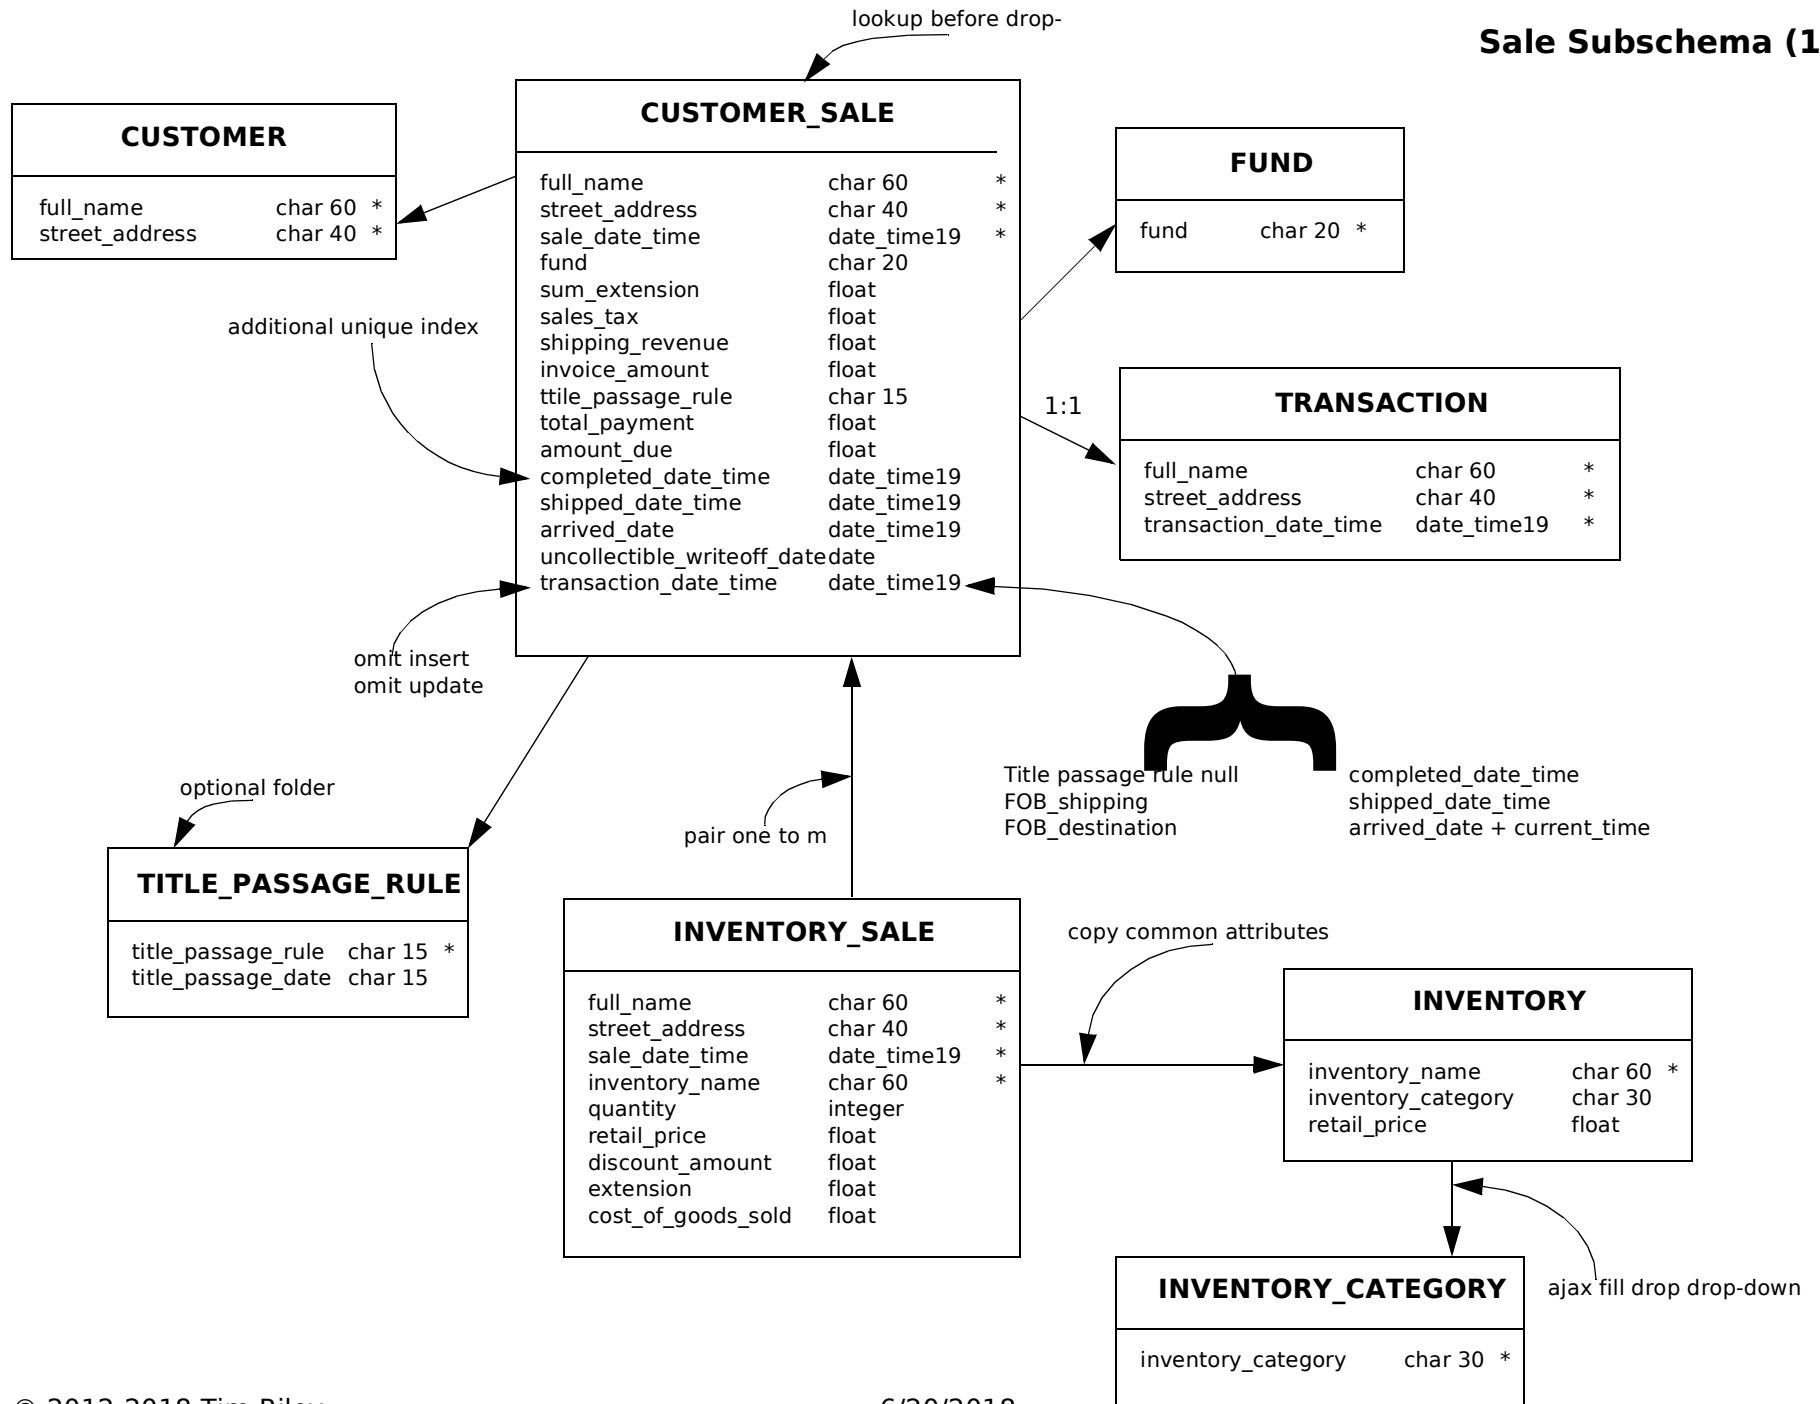 lookup before drop-
Sale Subschema (1
CUSTOMER
full_name char 60 *
street_address char 40 *
CUSTOMER_SALE
full_name char 60 *
street_address char 40 *
sale_date_time date_time19 *
fund char 20
sum_extension float
sales_tax float
shipping_revenue float
invoice_amount float
ttile_passage_rule char 15
total_payment float
amount_due float
completed_date_time date_time19
shipped_date_time date_time19
arrived_date date_time19
uncollectible_writeoff_date date
transaction_date_time date_time19
FUND
fund char 20 *
additional unique index
1:1
TRANSACTION
full_name char 60 *
street_address char 40 *
transaction_date_time date_time19 *
omit insert
omit update
optional folder
pair one to m
Title passage rule null completed_date_time
FOB_shipping shipped_date_time
FOB_destination arrived_date + current_time
TITLE_PASSAGE_RULE
title_passage_rule char 15 *
title_passage_date char 15
INVENTORY_SALE
full_name char 60 *
street_address char 40 *
sale_date_time date_time19 *
inventory_name char 60 *
quantity integer
retail_price float
discount_amount float
extension float
cost_of_goods_sold float
copy common attributes
INVENTORY
inventory_name char 60 *
inventory_category char 30
retail_price float
ajax fill drop drop-down
INVENTORY_CATEGORY
inventory_category char 30 *
© 2012-2018 Tim Riley
6/20/2018